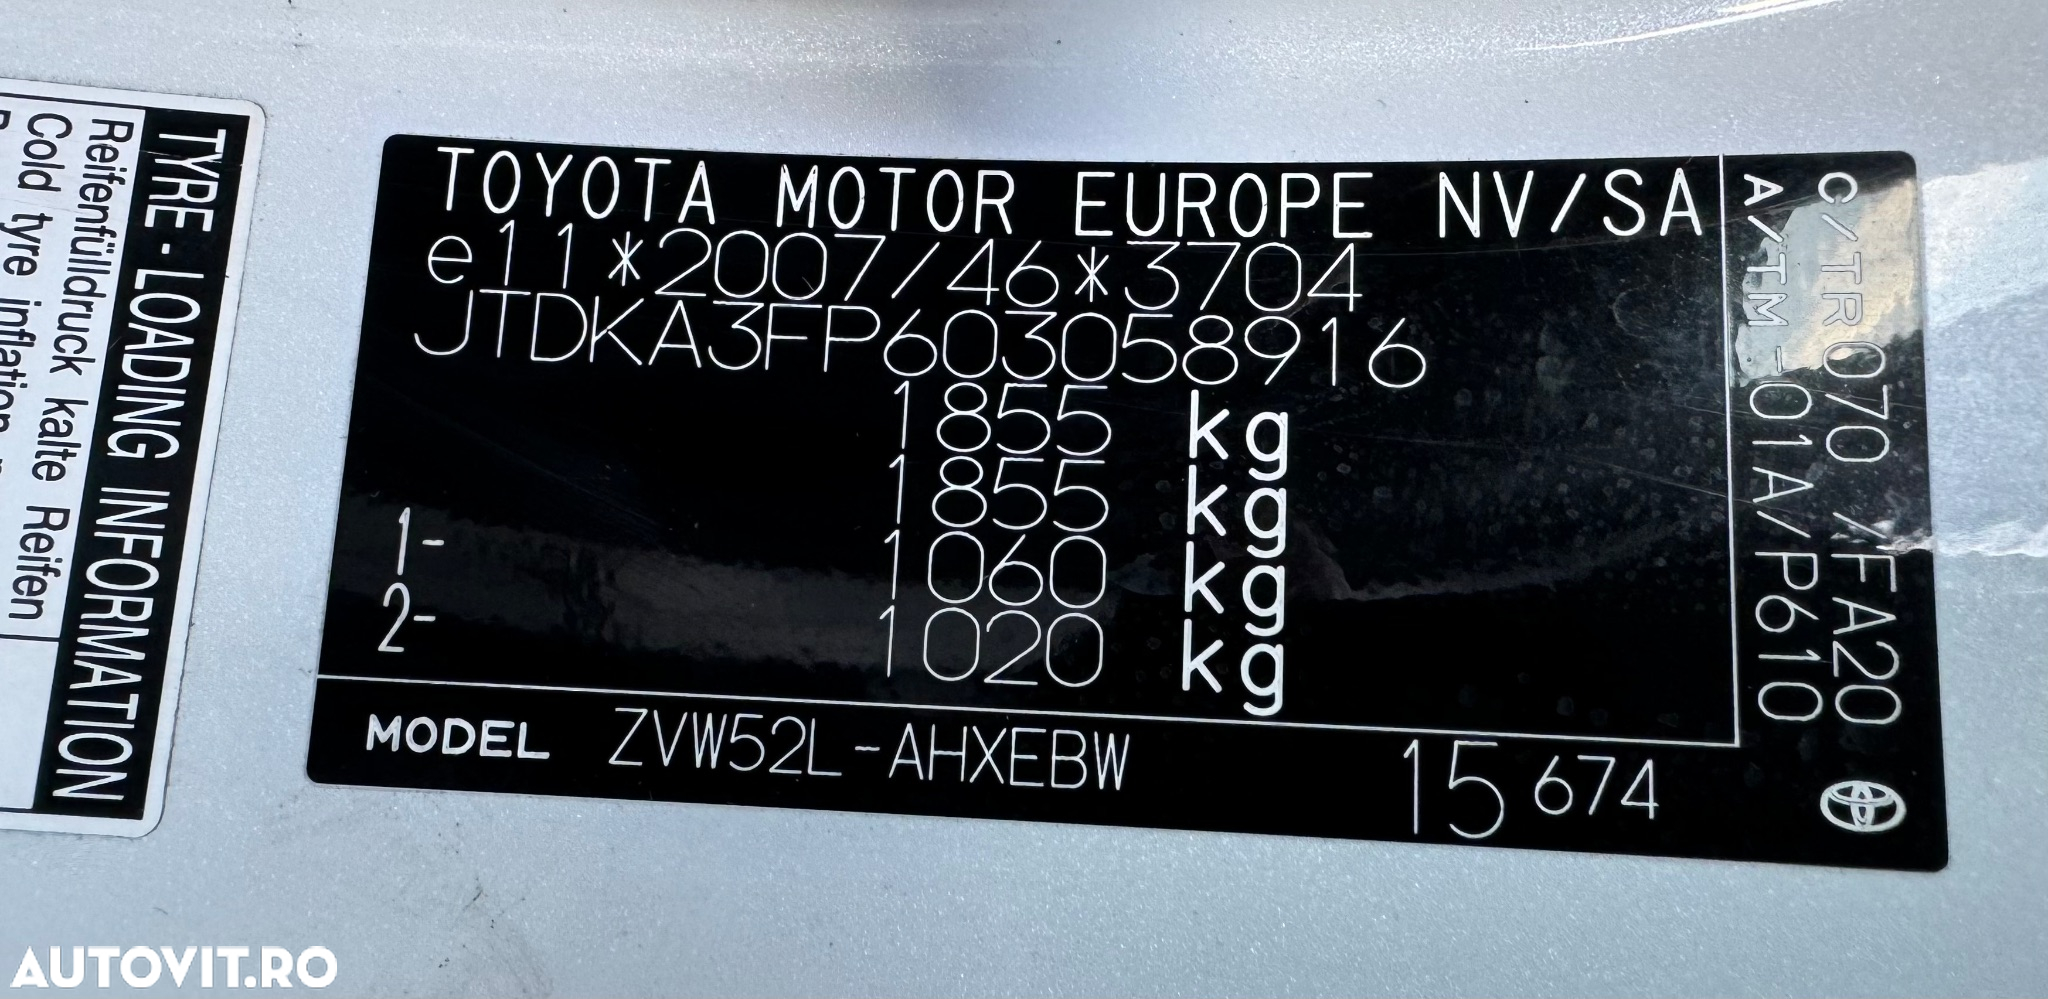 TYRE-LOADING INFORMATION
Reifenfülldruck kalte Reifen
Cold tyre inflation
TOYOTA MOTOR EUROPE NV/SA
e11*2007/46*3704
JTDKA3FP603058916
1855 kg
1855 kg
1- 1060 kg
2- 1020 kg
MODEL ZVW52L-AHXEBW
15 674
C/TR 070 /FA20
A/TM-01A/P610
AUTOVIT.RO